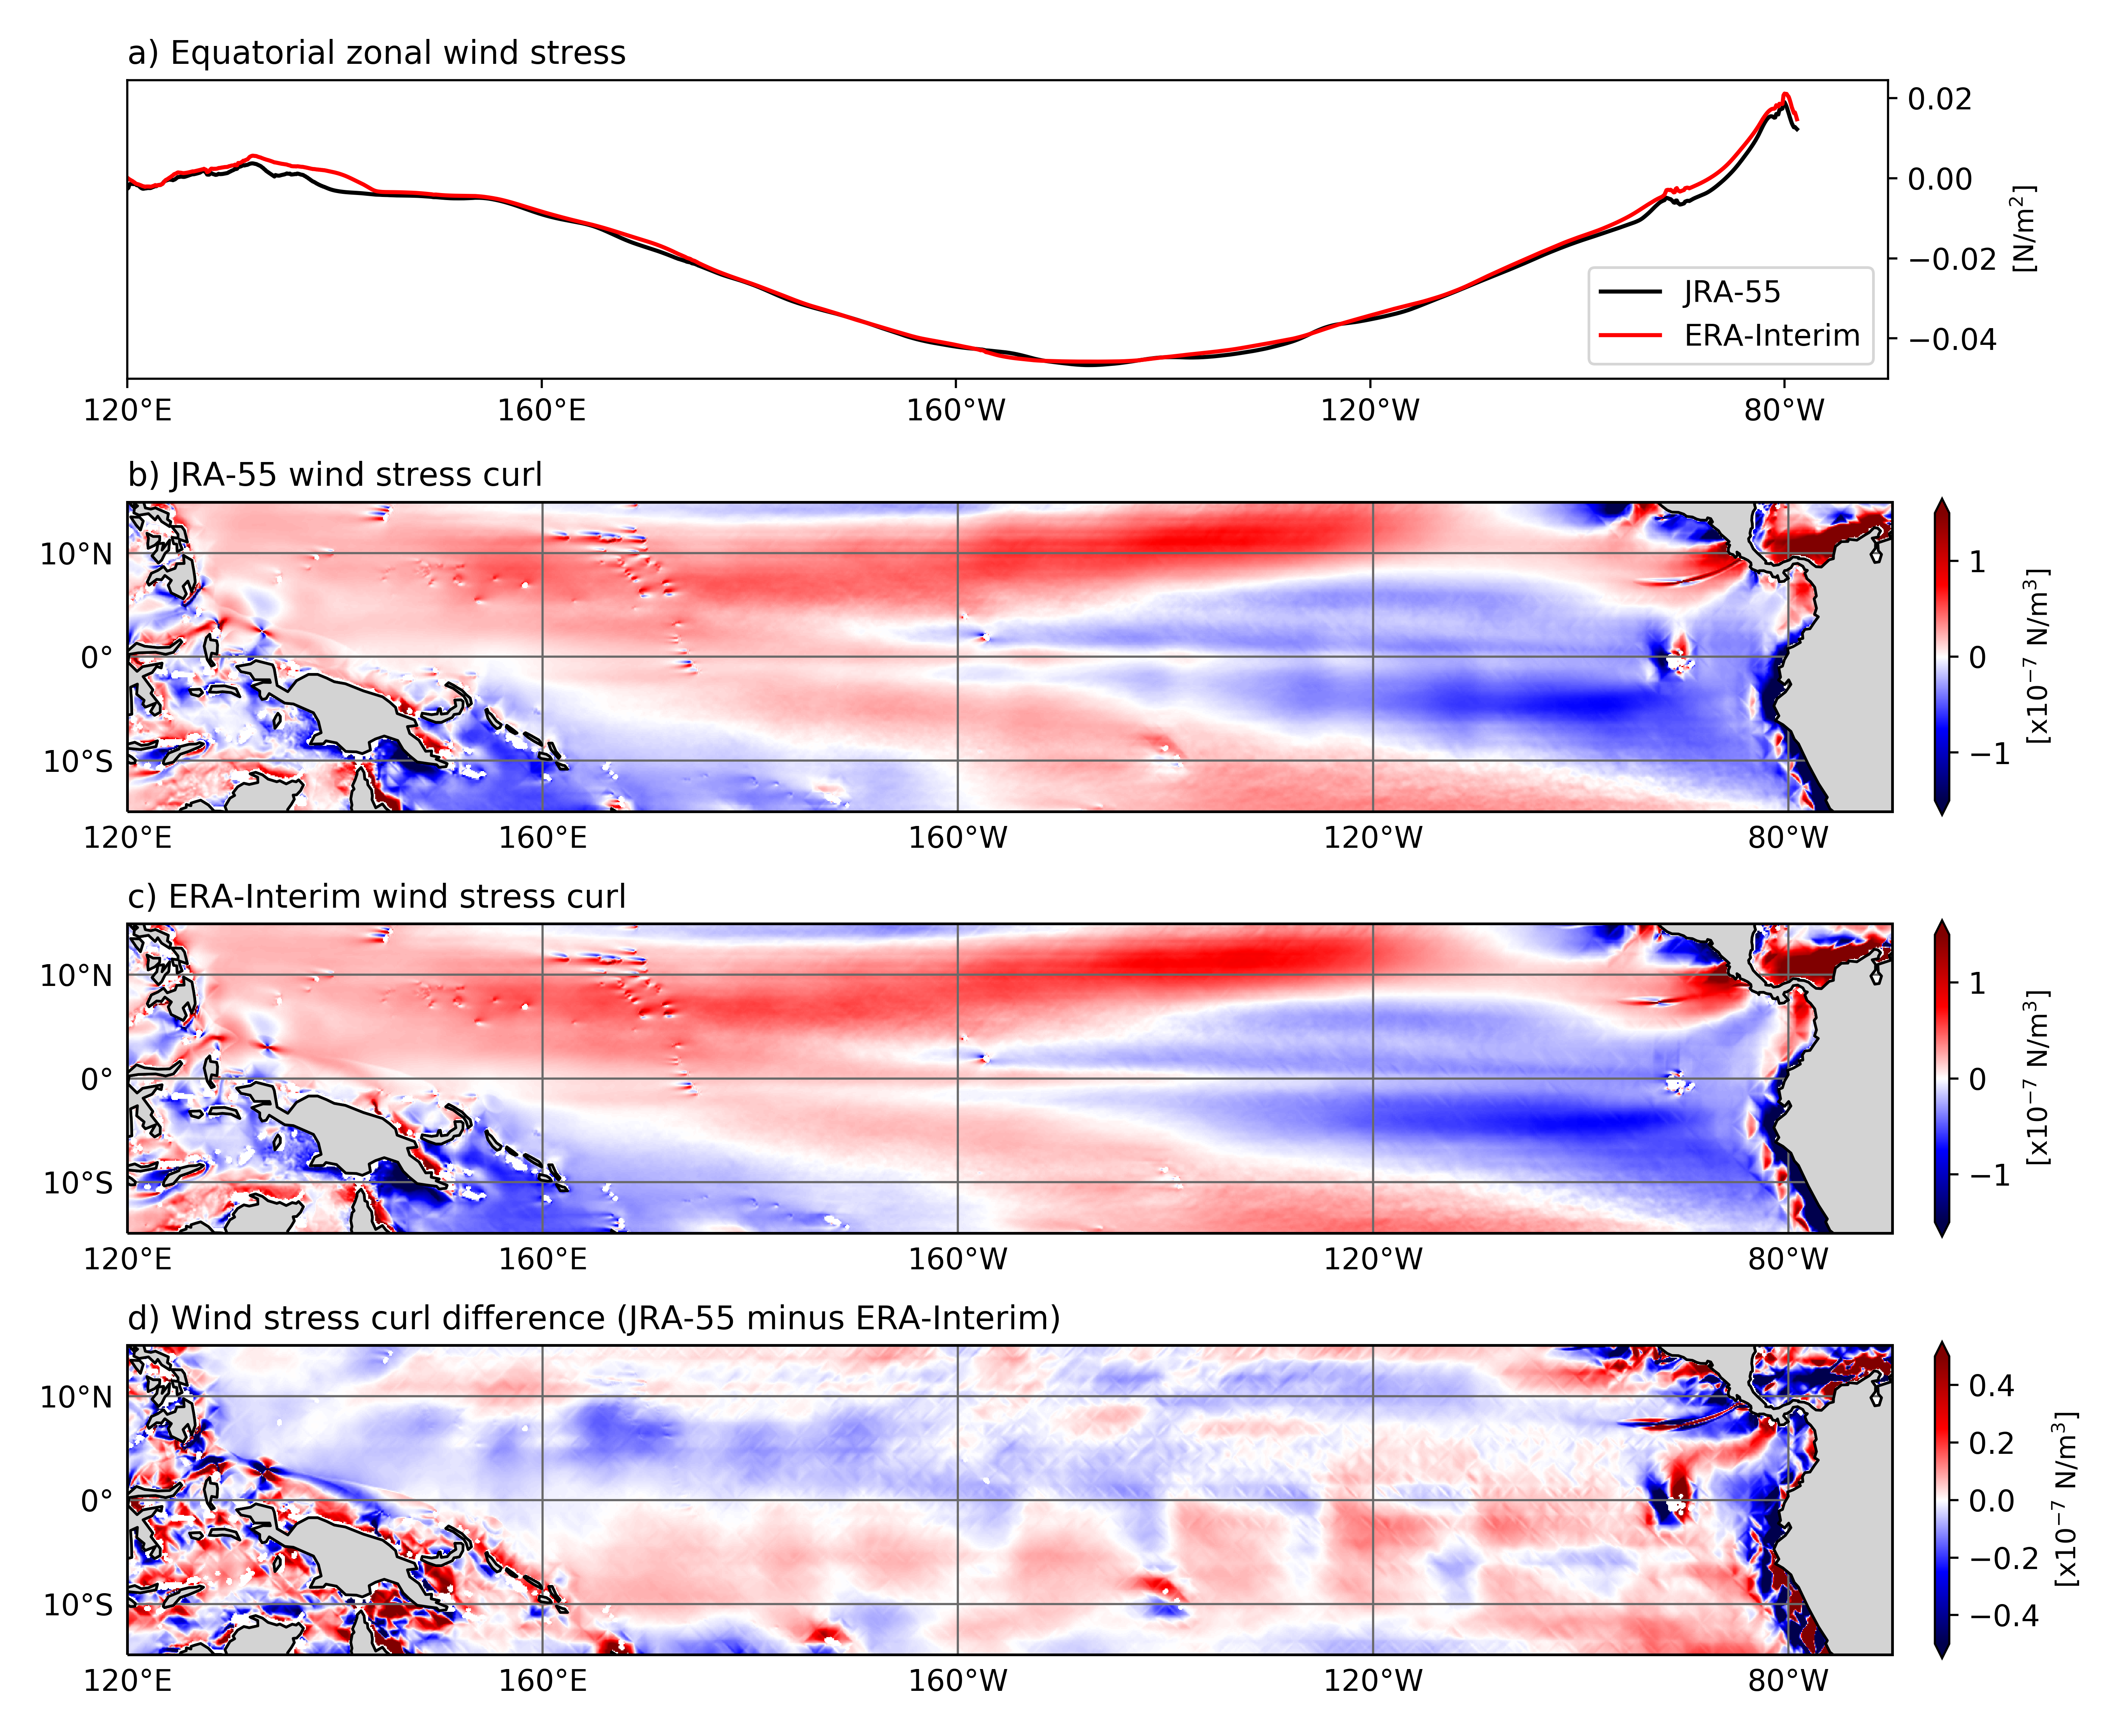 a) Equatorial zonal wind stress
0.02
0.00
−0.02
−0.04
[N/m²]
JRA-55
ERA-Interim
120°E 160°E 160°W 120°W 80°W
b) JRA-55 wind stress curl
10°N
0°
10°S
120°E 160°E 160°W 120°W 80°W
1
0
−1
[x10⁻⁷ N/m³]
c) ERA-Interim wind stress curl
10°N
0°
10°S
120°E 160°E 160°W 120°W 80°W
1
0
−1
[x10⁻⁷ N/m³]
d) Wind stress curl difference (JRA-55 minus ERA-Interim)
10°N
0°
10°S
120°E 160°E 160°W 120°W 80°W
0.4
0.2
0.0
−0.2
−0.4
[x10⁻⁷ N/m³]